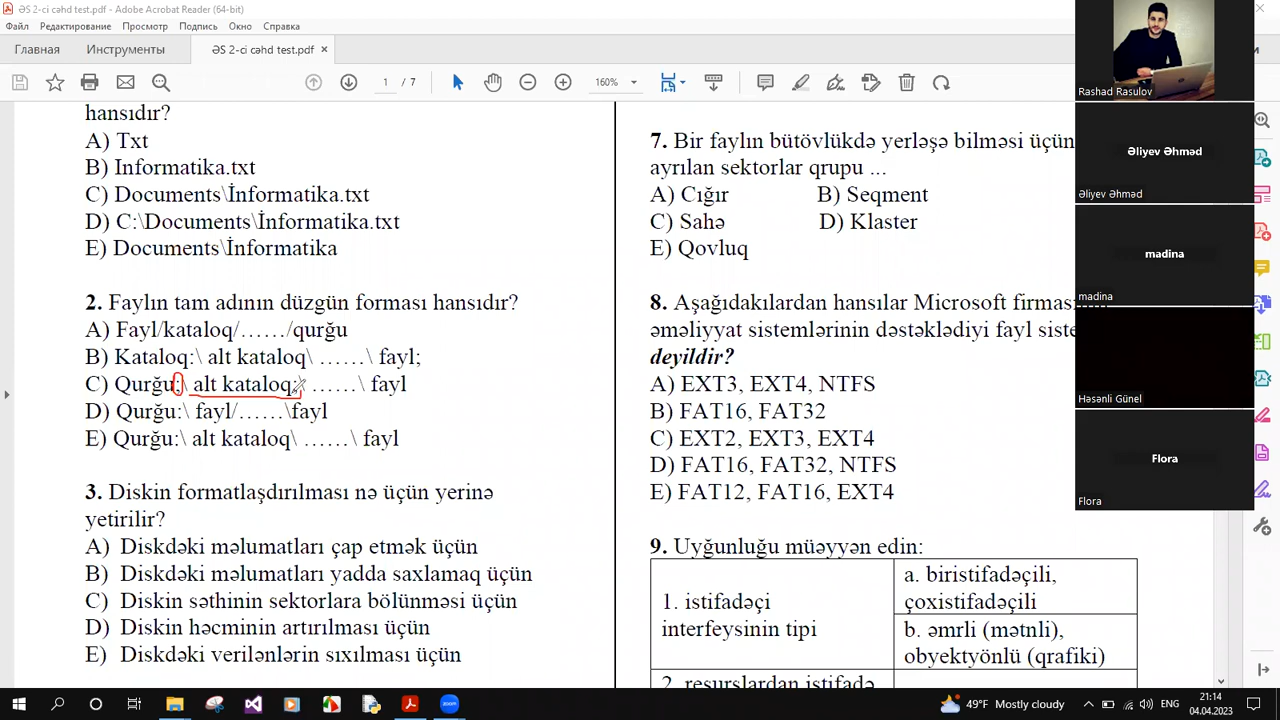 ƏS 2-ci cəhd test.pdf - Adobe Acrobat Reader (64-bit)
Файл Редактирование Просмотр Подпись Окно Справка
Главная Инструменты ƏS 2-ci cəhd test.pdf ×
1 / 7 160%
hansıdır?
A) Txt
B) Informatika.txt
C) Documents\İnformatika.txt
D) C:\Documents\İnformatika.txt
E) Documents\İnformatika
2. Faylın tam adının düzgün forması hansıdır?
A) Fayl/kataloq/……/qurğu
B) Kataloq:\ alt kataloq\ ……\ fayl;
C) Qurğu:\ alt kataloq;\ ……\ fayl
D) Qurğu:\ fayl/……\fayl
E) Qurğu:\ alt kataloq\ ……\ fayl
3. Diskin formatlaşdırılması nə üçün yerinə
yetirilir?
A) Diskdəki məlumatları çap etmək üçün
B) Diskdəki məlumatları yadda saxlamaq üçün
C) Diskin səthinin sektorlara bölünməsi üçün
D) Diskin həcminin artırılması üçün
E) Diskdəki verilənlərin sıxılması üçün
7. Bir faylın bütövlükdə yerləşə bilməsi üçün
ayrılan sektorlar qrupu ...
A) Cığır B) Seqment
C) Sahə D) Klaster
E) Qovluq
8. Aşağıdakılardan hansılar Microsoft
əməliyyat sistemlərinin dəstəklədiyi fayl
deyildir?
A) EXT3, EXT4, NTFS
B) FAT16, FAT32
C) EXT2, EXT3, EXT4
D) FAT16, FAT32, NTFS
E) FAT12, FAT16, EXT4
9. Uyğunluğu müəyyən edin:
1. istifadəçi
interfeysinin tipi
a. biristifadəçili,
çoxistifadəçili
b. əmrli (mətnli),
obyektyönlü (qrafiki)
2. resurslardan istifadə
Rashad Rasulov
Əliyev Əhməd
Əliyev Əhməd
madina
madina
Həsənli Günel
Flora
Flora
49°F Mostly cloudy
ENG
21:14
04.04.2023